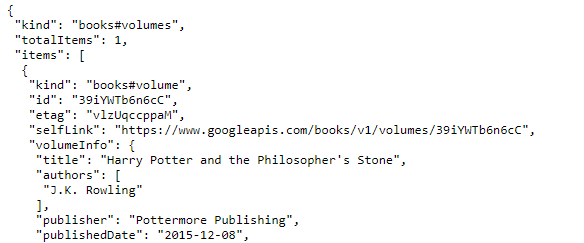 {
"kind": "books#volumes",
"totalItems": 1,
"items": [
{
"kind": "books#volume",
"id": "39iYWTb6n6cC",
"etag": "vlzUqccppaM",
"selfLink": "https://www.googleapis.com/books/v1/volumes/39iYWTb6n6cC",
"volumeInfo": {
"title": "Harry Potter and the Philosopher's Stone",
"authors": [
"J.K. Rowling"
],
"publisher": "Pottermore Publishing",
"publishedDate": "2015-12-08",